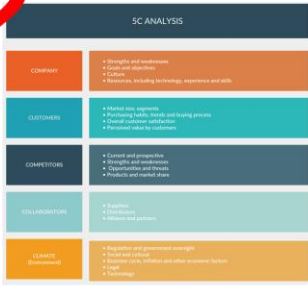 5C ANALYSIS
COMPANY
• Strengths and weaknesses
• Goals and objectives
• Culture
• Resources, including technology, experience and skills
CUSTOMERS
• Market size, segments
• Purchasing habits, trends and buying process
• Overall customer satisfaction
• Perceived value by customers
COMPETITORS
• Current and prospective
• Strengths and weaknesses
• Opportunities and threats
• Products and market share
COLLABORATORS
• Suppliers
• Distributors
• Alliance and partners
CLIMATE
(Environment)
• Regulation and government oversight
• Social and cultural
• Business cycle, inflation and other economic factors
• Legal
• Technology